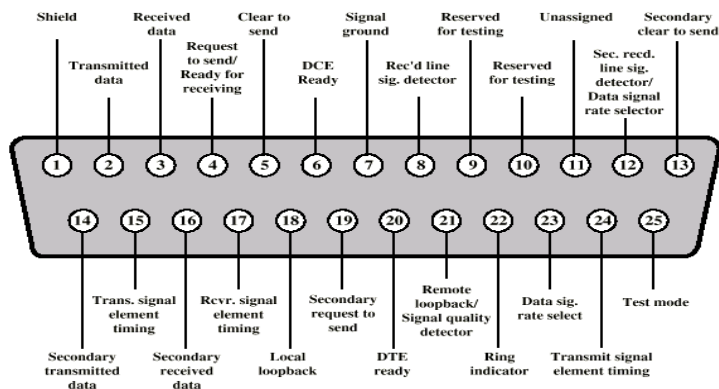 Shield
Received
data
Clear to
send
Signal
ground
Reserved
for testing
Unassigned
Secondary
clear to send
Transmitted
data
Request
to send/
Ready for
receiving
DCE
Ready
Rec'd line
sig. detector
Reserved
for testing
Sec. recd.
line sig.
detector/
Data signal
rate selector
1 2 3 4 5 6 7 8 9 10 11 12 13
14 15 16 17 18 19 20 21 22 23 24 25
Trans. signal
element
timing
Rcvr. signal
element
timing
Secondary
request to
send
Remote
loopback/
Signal quality
detector
Data sig.
rate select
Test mode
Secondary
transmitted
data
Secondary
received
data
Local
loopback
DTE
ready
Ring
indicator
Transmit signal
element timing